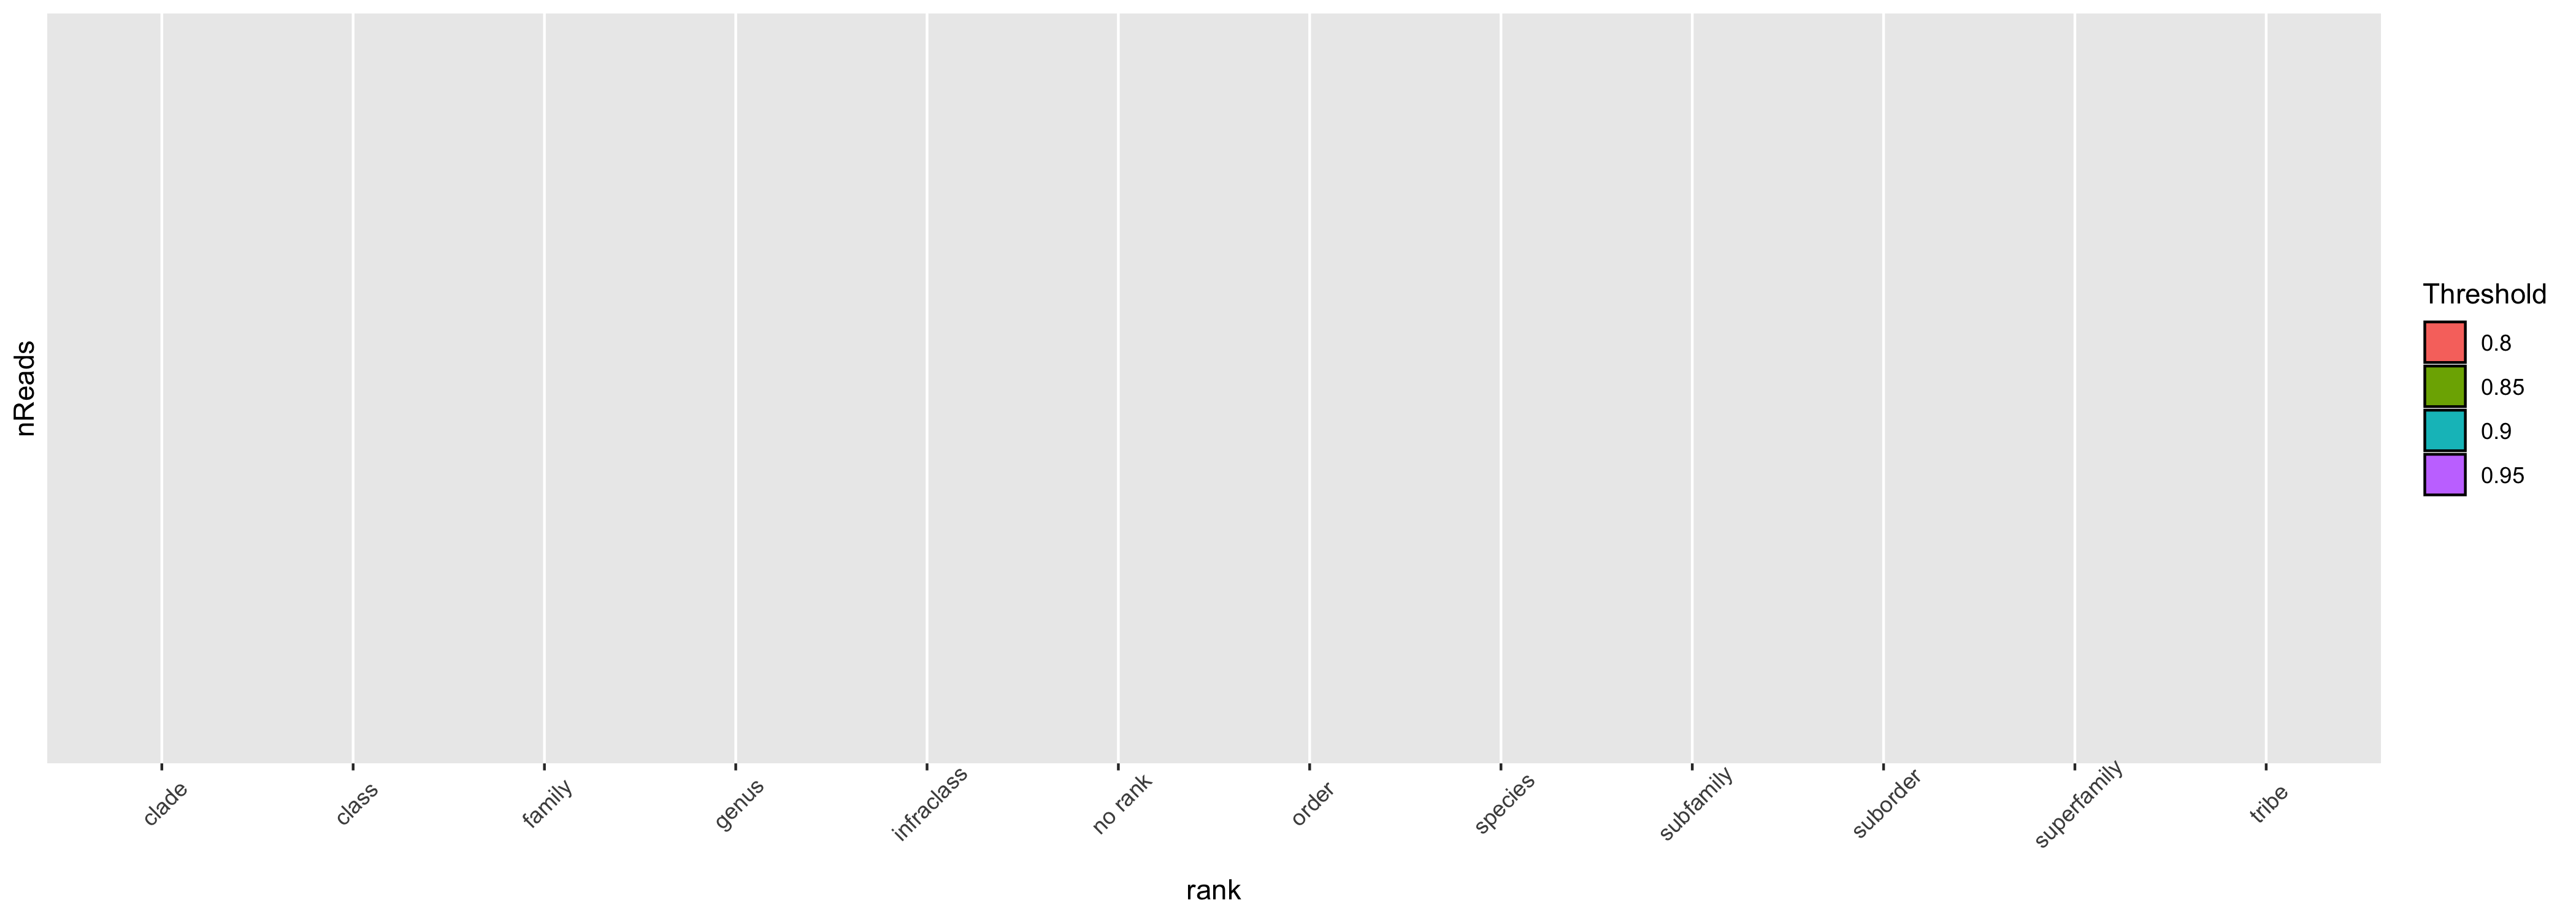 nReads
clade
class
family
genus
infraclass
no rank
order
species
subfamily
suborder
superfamily
tribe
rank
Threshold
0.8
0.85
0.9
0.95